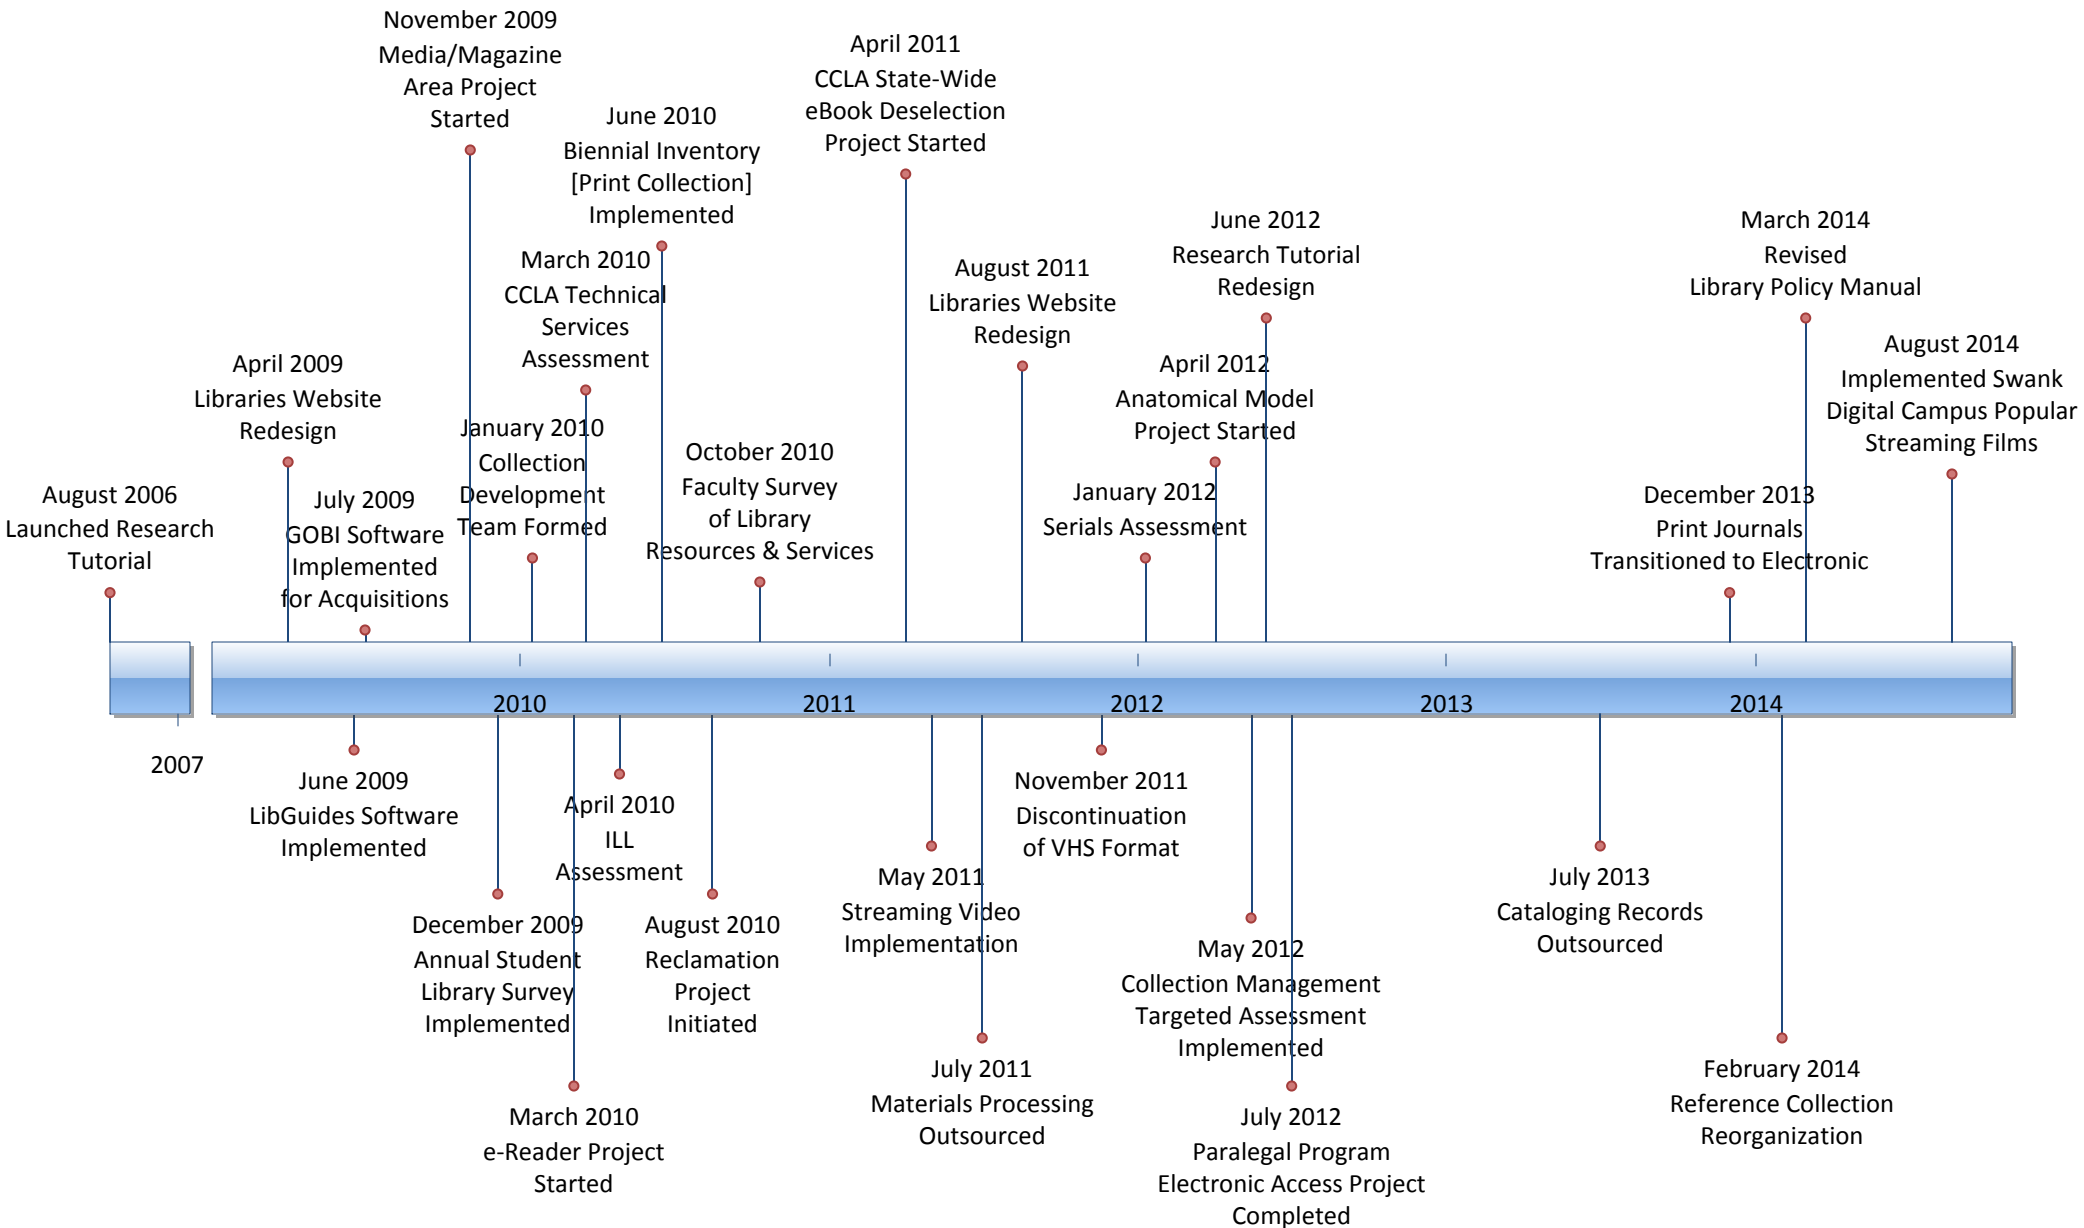 November 2009
Media/Magazine
Area Project
Started
April 2011
CCLA State-Wide
eBook Deselection
Project Started
June 2010
Biennial Inventory
[Print Collection]
Implemented
March 2010
CCLA Technical
Services
Assessment
June 2012
Research Tutorial
Redesign
March 2014
Revised
Library Policy Manual
August 2011
Libraries Website
Redesign
April 2009
Libraries Website
Redesign
April 2012
Anatomical Model
Project Started
August 2014
Implemented Swank
Digital Campus Popular
Streaming Films
January 2010
Collection
Development
Team Formed
October 2010
Faculty Survey
of Library
Resources & Services
August 2006
Launched Research
Tutorial
July 2009
GOBI Software
Implemented
for Acquisitions
January 2012
Serials Assessment
December 2013
Print Journals
Transitioned to Electronic
2010
2011
2012
2013
2014
2007
June 2009
LibGuides Software
Implemented
April 2010
ILL
Assessment
November 2011
Discontinuation
of VHS Format
December 2009
Annual Student
Library Survey
Implemented
August 2010
Reclamation
Project
Initiated
May 2011
Streaming Video
Implementation
May 2012
Collection Management
Targeted Assessment
Implemented
July 2013
Cataloging Records
Outsourced
March 2010
e-Reader Project
Started
July 2011
Materials Processing
Outsourced
July 2012
Paralegal Program
Electronic Access Project
Completed
February 2014
Reference Collection
Reorganization